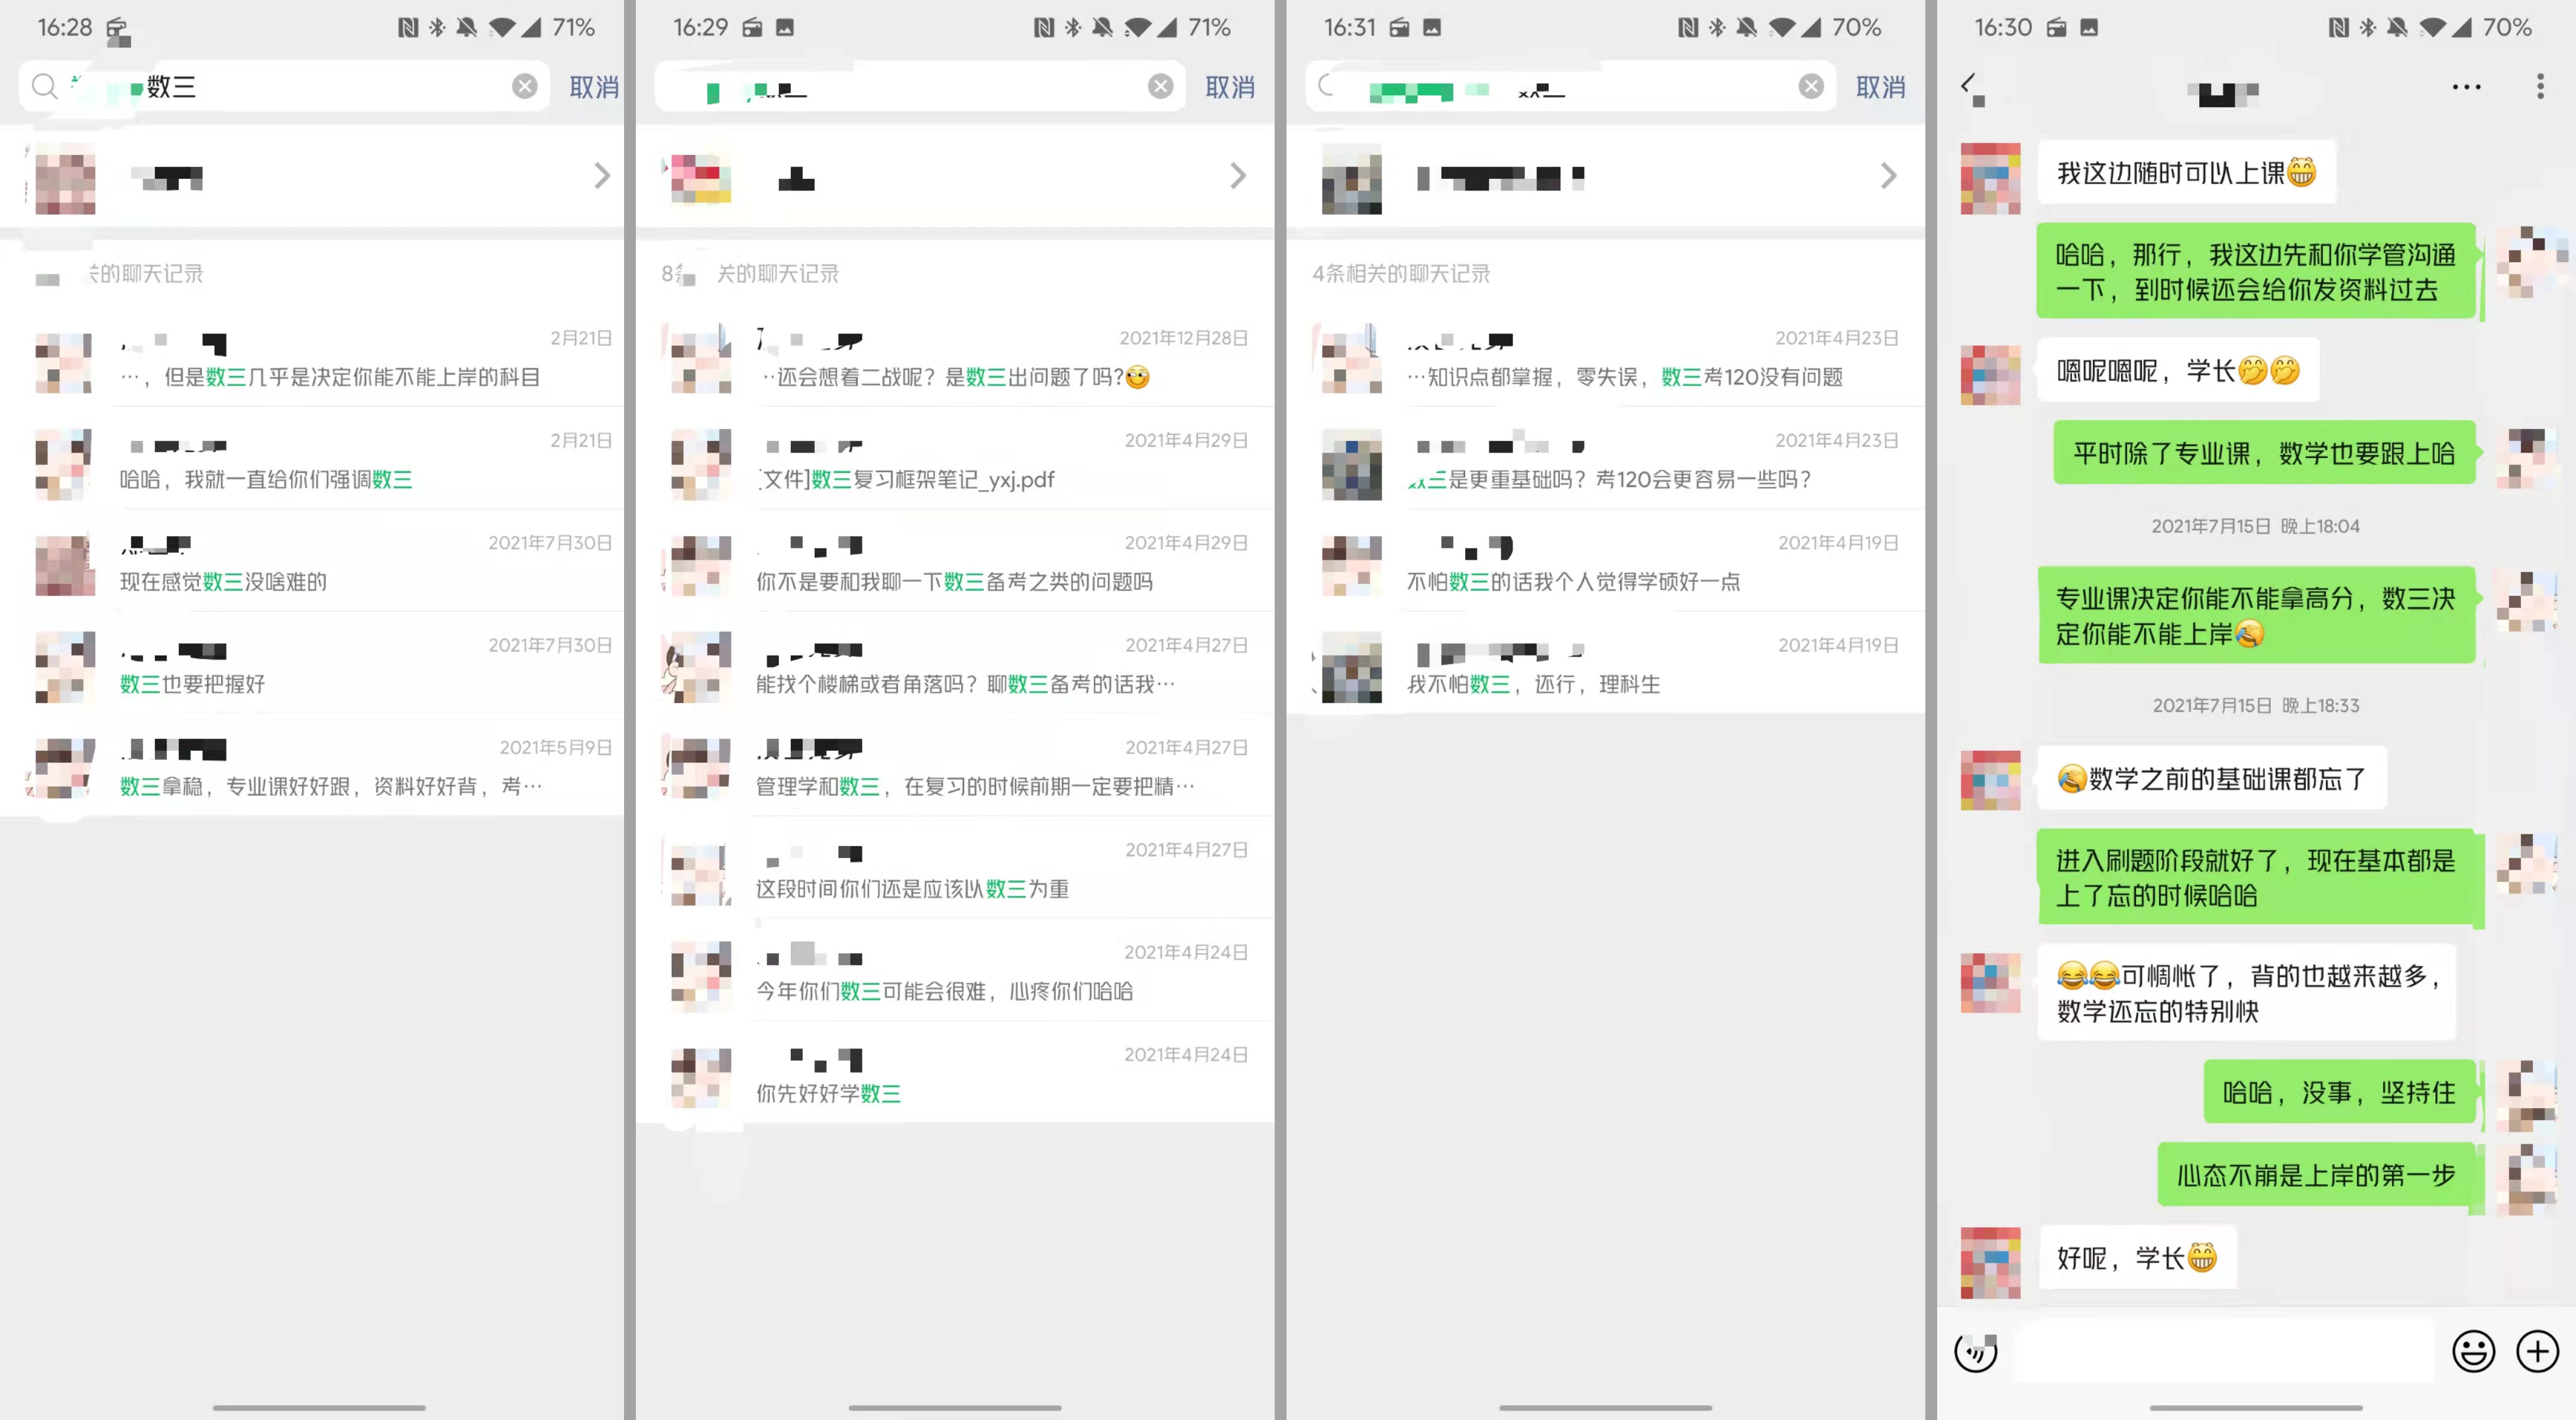 16:28
71%
数三
取消
关的聊天记录
2月21日
…，但是数三几乎是决定你能不能上岸的科目
2月21日
哈哈，我就一直给你们强调数三
2021年7月30日
现在感觉数三没啥难的
2021年7月30日
数三也要把握好
2021年5月9日
数三拿稳，专业课好好跟，资料好好背，考…
16:29
71%
取消
8
关的聊天记录
2021年12月28日
…还会想着二战呢？是数三出问题了吗?
2021年4月29日
[文件]数三复习框架笔记_yxj.pdf
2021年4月29日
你不是要和我聊一下数三备考之类的问题吗
2021年4月27日
能找个楼梯或者角落吗？聊数三备考的话我…
2021年4月27日
管理学和数三，在复习的时候前期一定要把精…
2021年4月27日
这段时间你们还是应该以数三为重
2021年4月24日
今年你们数三可能会很难，心疼你们哈哈
2021年4月24日
你先好好学数三
16:31
70%
取消
4条相关的聊天记录
2021年4月23日
…知识点都掌握，零失误，数三考120没有问题
2021年4月23日
数三是更重基础吗？考120会更容易一些吗？
2021年4月19日
不怕数三的话我个人觉得学硕好一点
2021年4月19日
我不怕数三，还行，理科生
16:30
70%
我这边随时可以上课😁
哈哈，那行，我这边先和你学管沟通
一下，到时候还会给你发资料过去
嗯呢嗯呢，学长🤭🤭
平时除了专业课，数学也要跟上哈
2021年7月15日 晚上18:04
专业课决定你能不能拿高分，数三决
定你能不能上岸
2021年7月15日 晚上18:33
数学之前的基础课都忘了
进入刷题阶段就好了，现在基本都是
上了忘的时候哈哈
😂😂可惆怅了，背的也越来越多，
数学还忘的特别快
哈哈，没事，坚持住
心态不崩是上岸的第一步
好呢，学长😁